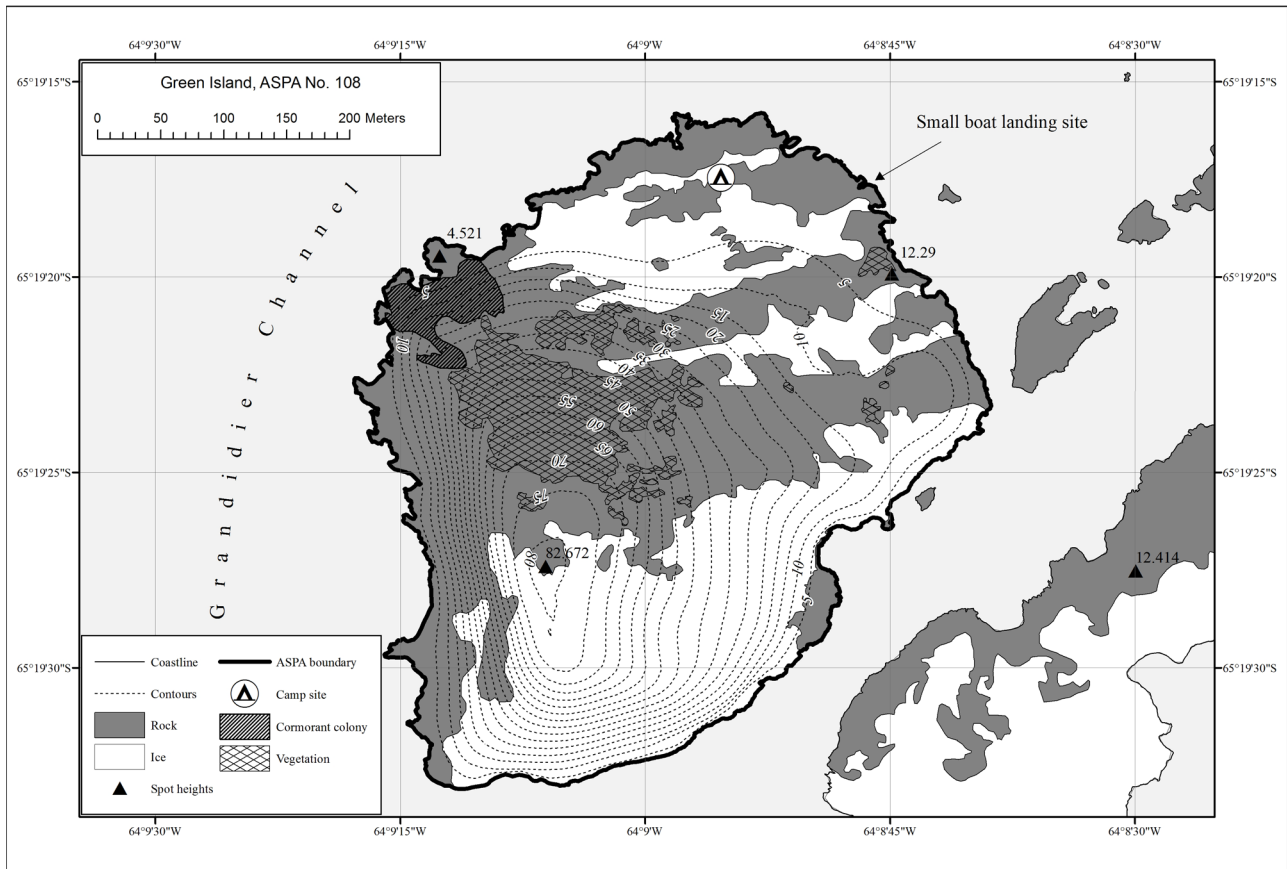 64°9'30"W 64°9'15"W 64°9'W 64°8'45"W 64°8'30"W
65°19'15"S 65°19'15"S
Green Island, ASPA No. 108
0 50 100 150 200 Meters
Small boat landing site
Grandidier Channel
4.521
12.29
65°19'20"S 65°19'20"S
5
5
15
20
10
10
25
30
35
40
45
50
55
60
65
70
65°19'25"S 65°19'25"S
75
80
82.672
10
5
12.414
65°19'30"S 65°19'30"S
Coastline ASPA boundary
Contours Camp site
Rock Cormorant colony
Ice Vegetation
Spot heights
64°9'30"W 64°9'15"W 64°9'W 64°8'45"W 64°8'30"W